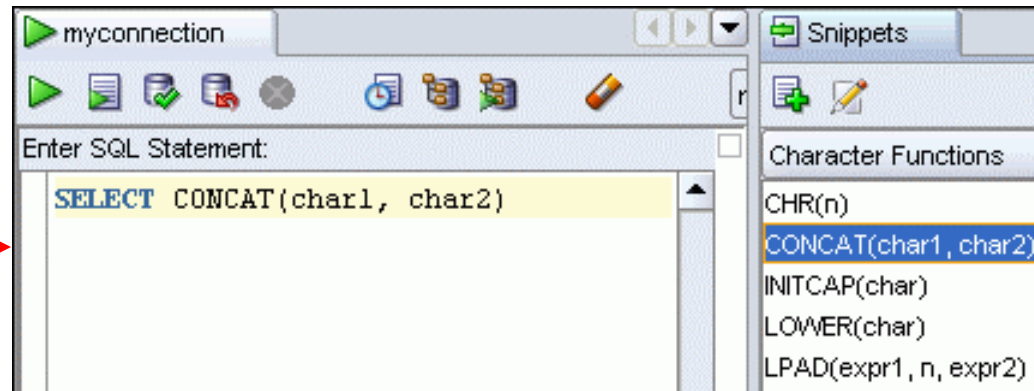 myconnection
Enter SQL Statement:
SELECT CONCAT(char1, char2)
Snippets
Character Functions
CHR(n)
CONCAT(char1, char2)
INITCAP(char)
LOWER(char)
LPAD(expr1, n, expr2)